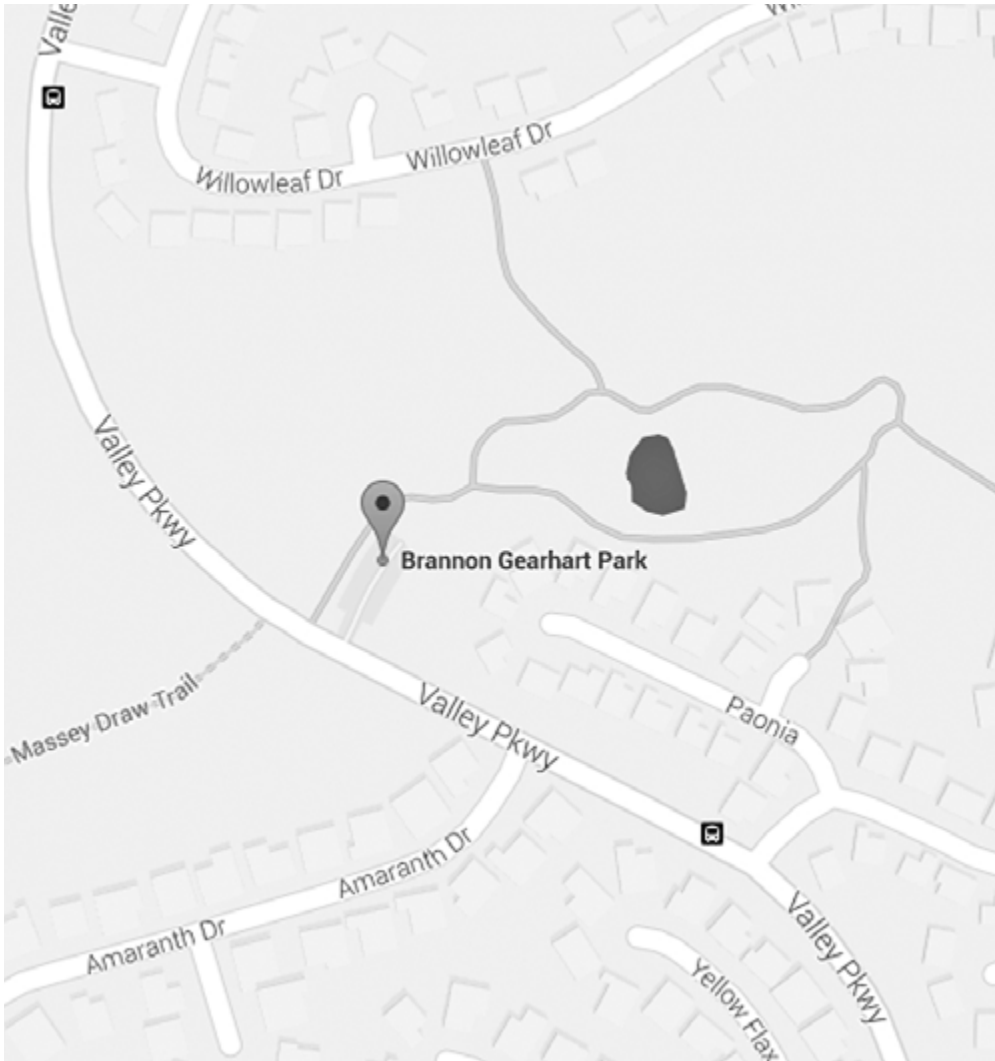 Valle
Willowleaf Dr
Willowleaf Dr
Valley Pkwy
Brannon Gearhart Park
Massey Draw Trail
Valley Pkwy
Paonia
Amaranth Dr
Amaranth Dr
Valley Pkwy
Yellow Flax